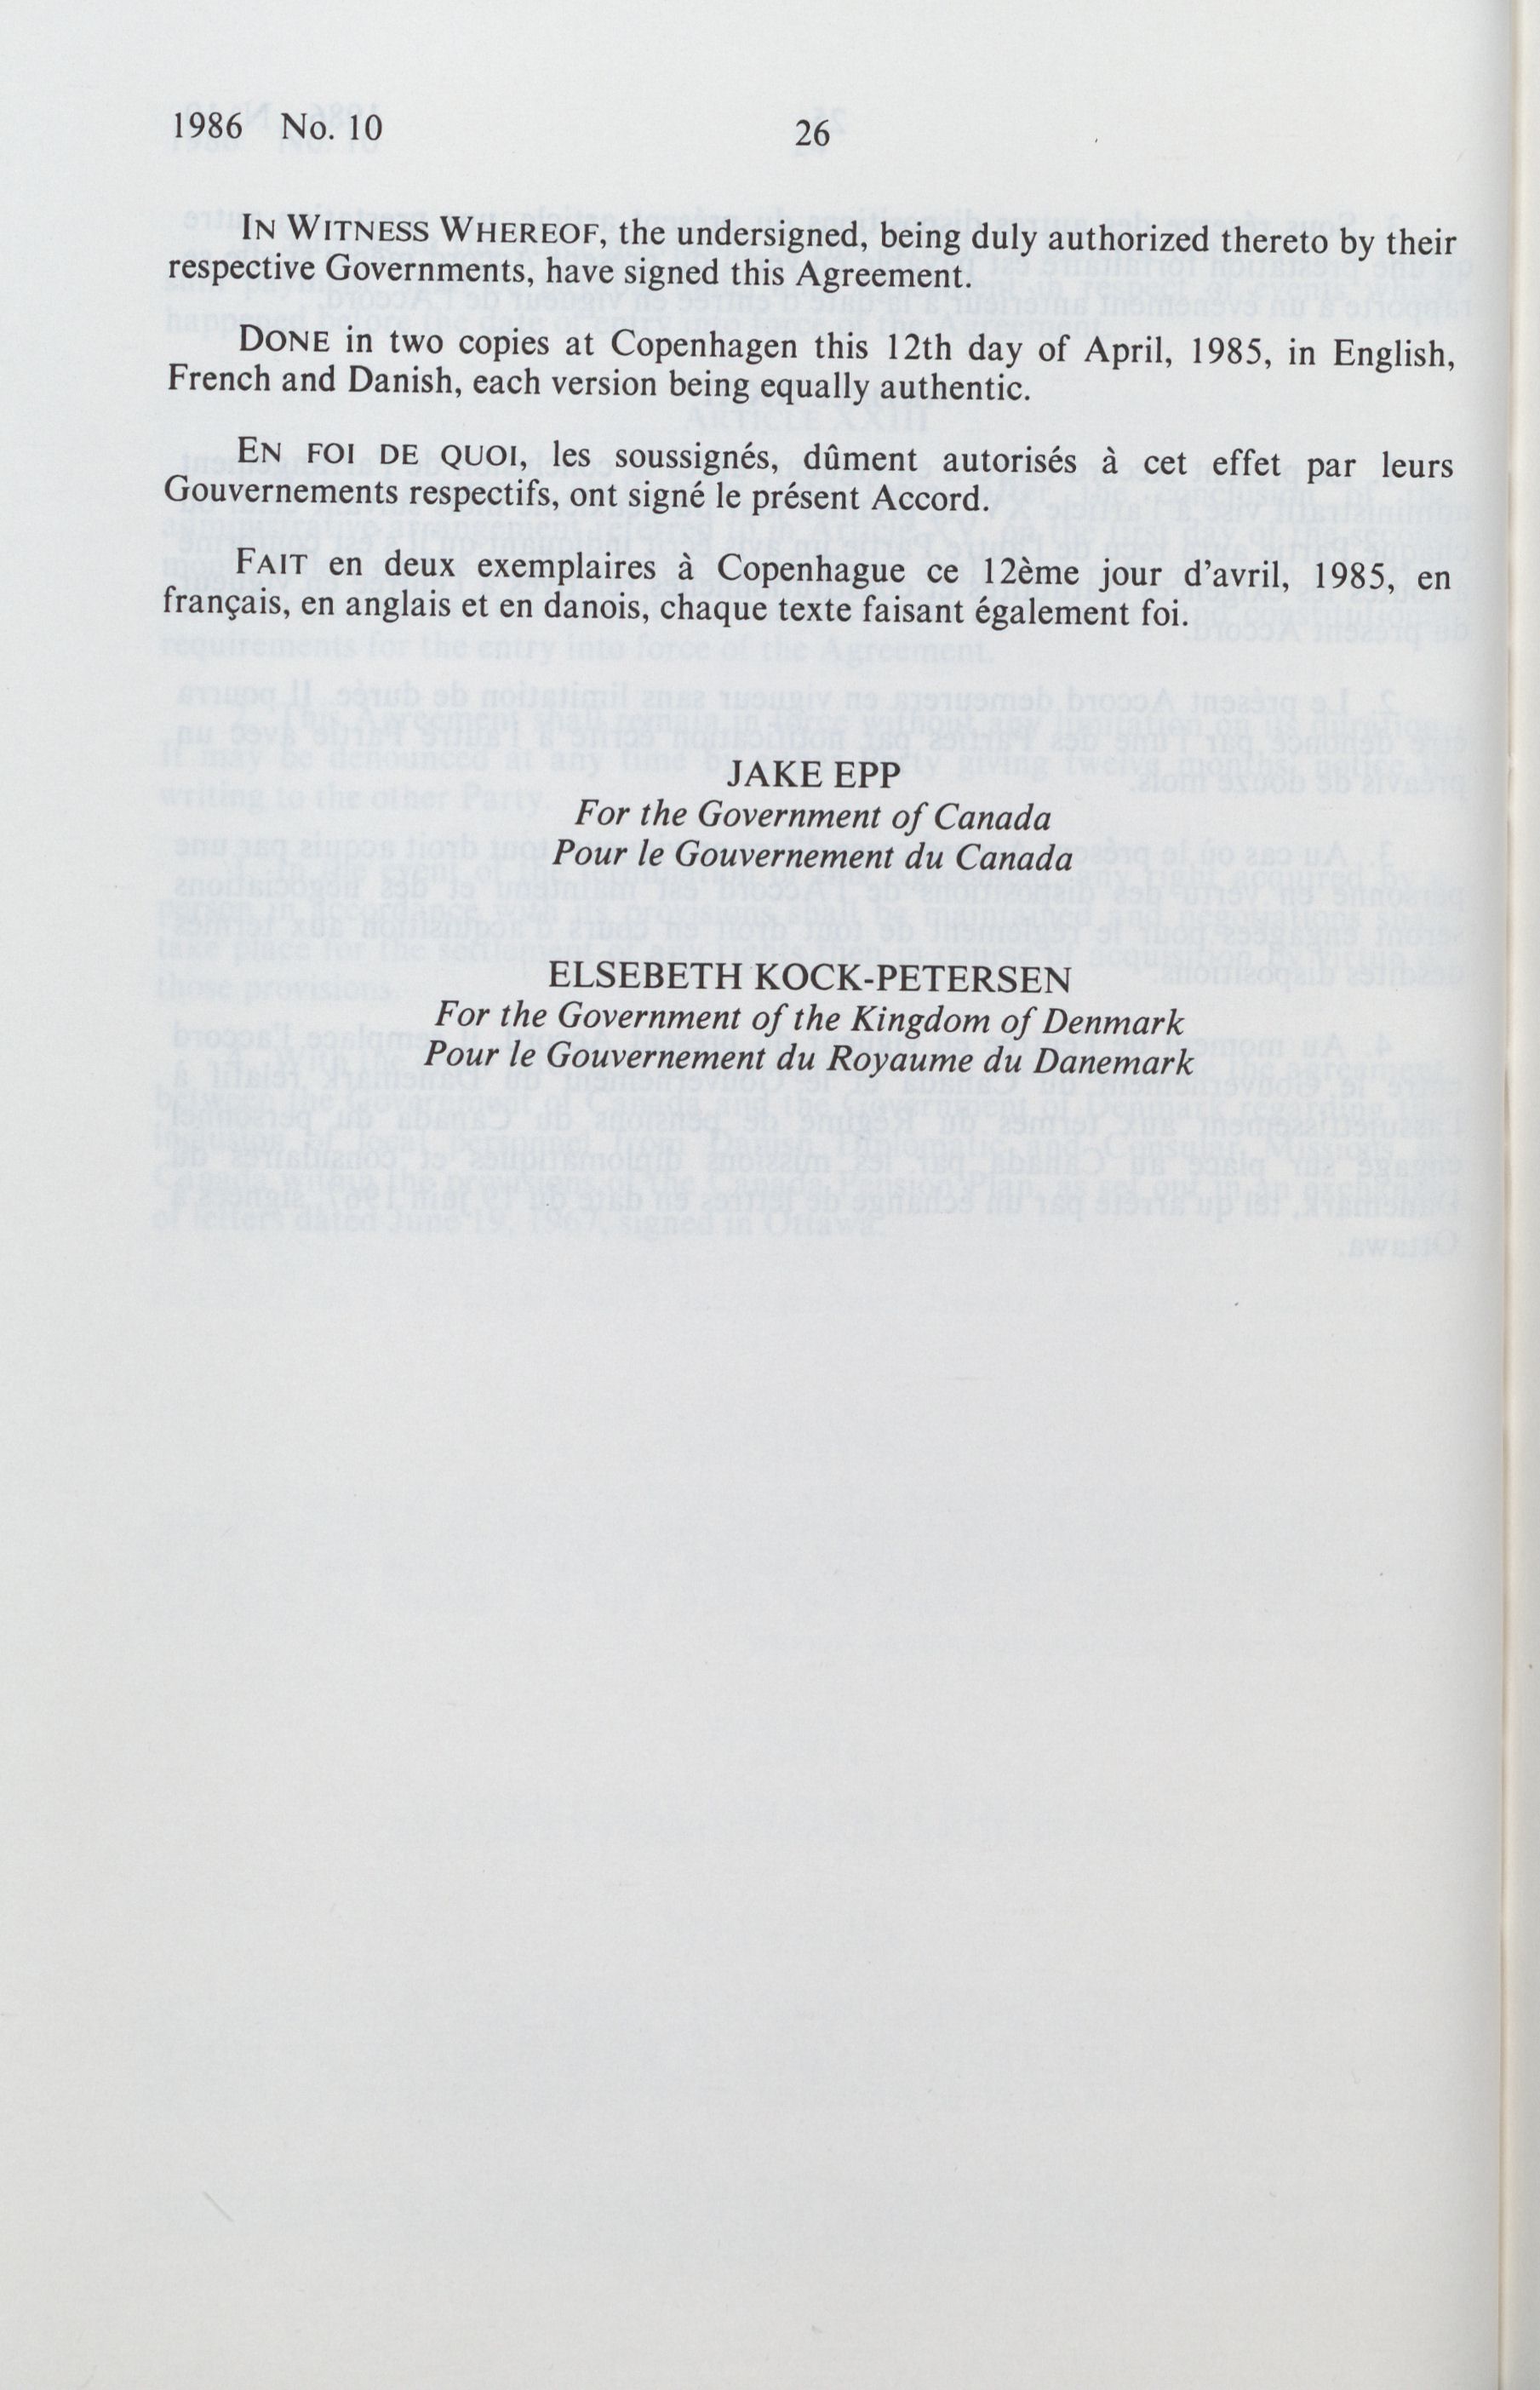 1986 No. 10
26
IN WITNESS WHEREOF, the undersigned, being duly authorized thereto by their
respective Governments, have signed this Agreement.
DONE in two copies at Copenhagen this 12th day of April, 1985, in English,
French and Danish, each version being equally authentic.
EN FOI DE QUOI, les soussignés, dûment autorisés à cet effet par leurs
Gouvernements respectifs, ont signé le présent Accord.
FAIT en deux exemplaires à Copenhague ce 12ème jour d'avril, 1985, en
français, en anglais et en danois, chaque texte faisant également foi.
JAKE EPP
For the Government of Canada
Pour le Gouvernement du Canada
ELSEBETH KOCK-PETERSEN
For the Government of the Kingdom of Denmark
Pour le Gouvernement du Royaume du Danemark